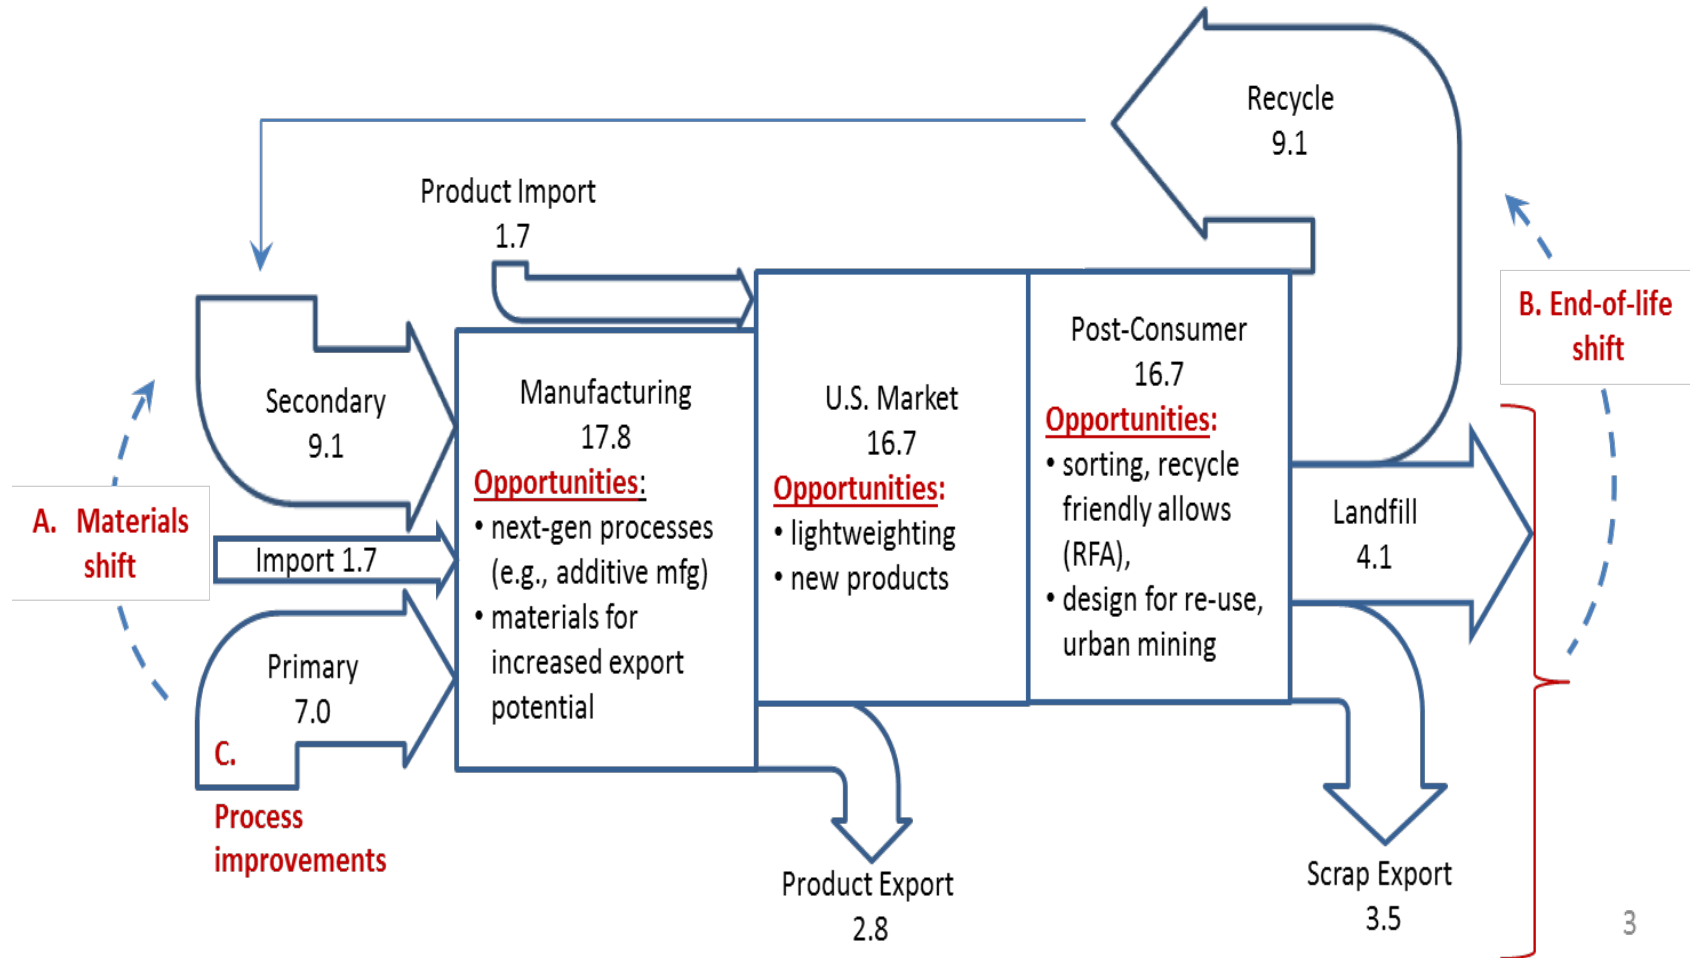 Recycle
9.1
Product Import
1.7
B. End-of-life
shift
Secondary
9.1
A. Materials
shift
Import 1.7
Primary
7.0
C.
Process
improvements
Manufacturing
17.8
Opportunities:
• next-gen processes
(e.g., additive mfg)
• materials for
increased export
potential
U.S. Market
16.7
Opportunities:
• lightweighting
• new products
Post-Consumer
16.7
Opportunities:
• sorting, recycle
friendly allows
(RFA),
• design for re-use,
urban mining
Landfill
4.1
Product Export
2.8
Scrap Export
3.5
3